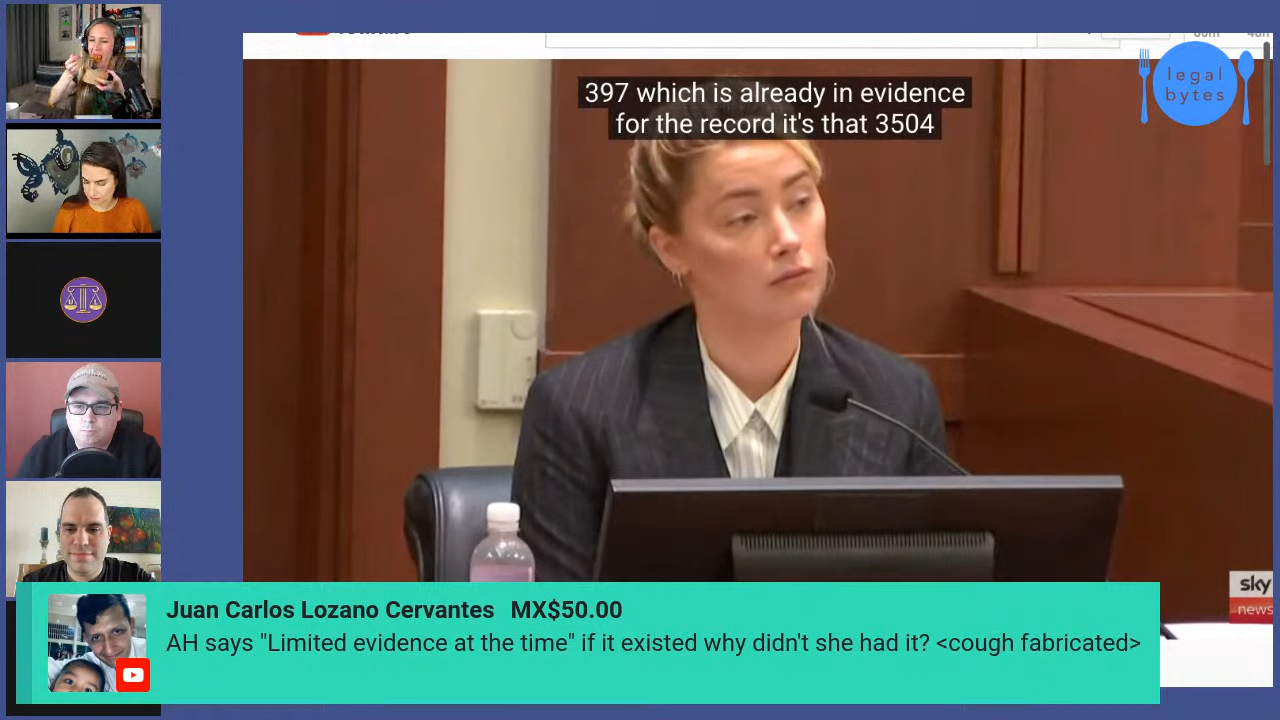 397 which is already in evidence
for the record it's that 3504
legal
bytes
sky
news
Juan Carlos Lozano Cervantes MX$50.00
AH says "Limited evidence at the time" if it existed why didn't she had it? <cough fabricated>